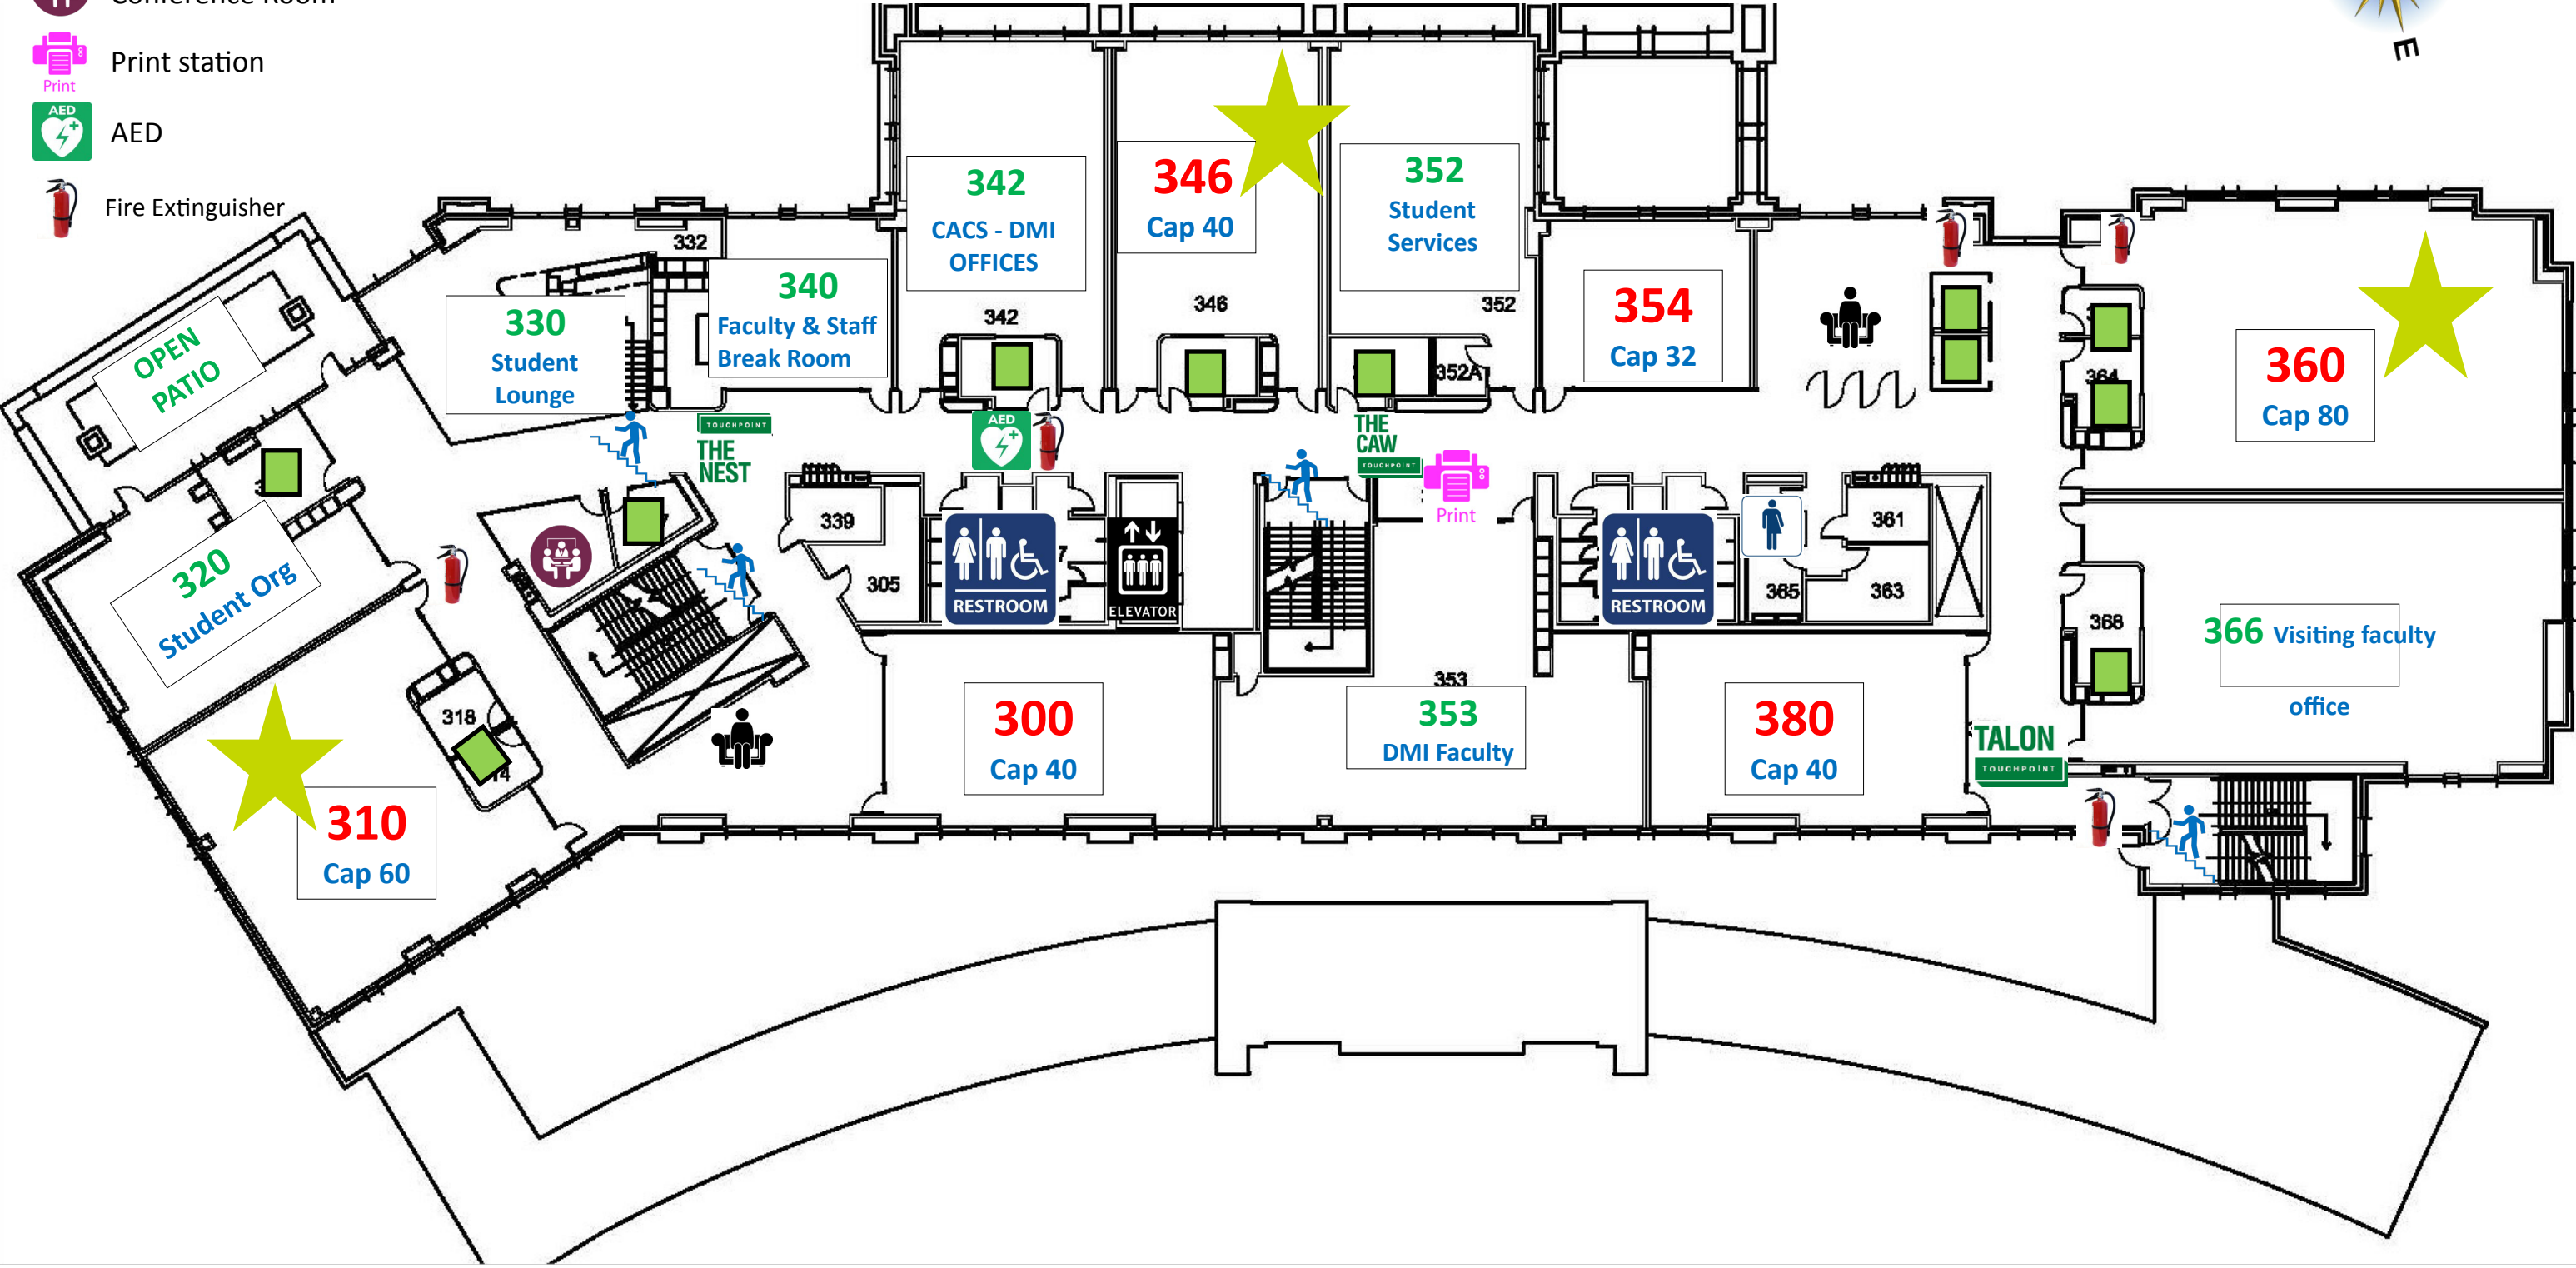 Print station
Print
AED
AED
Fire Extinguisher
E
OPEN
PATIO
332
330
Student
Lounge
340
Faculty & Staff
Break Room
342
CACS - DMI
OFFICES
342
346
Cap 40
346
352
Student
Services
352
352A
354
Cap 32
364
360
Cap 80
TOUCHPOINT
THE
NEST
AED
THE
CAW
TOUCHPOINT
Print
320
Student Org
339
305
RESTROOM
ELEVATOR
RESTROOM
365
361
363
368
366 Visiting faculty
office
318
310
Cap 60
300
Cap 40
353
353
DMI Faculty
380
Cap 40
TALON
TOUCHPOINT